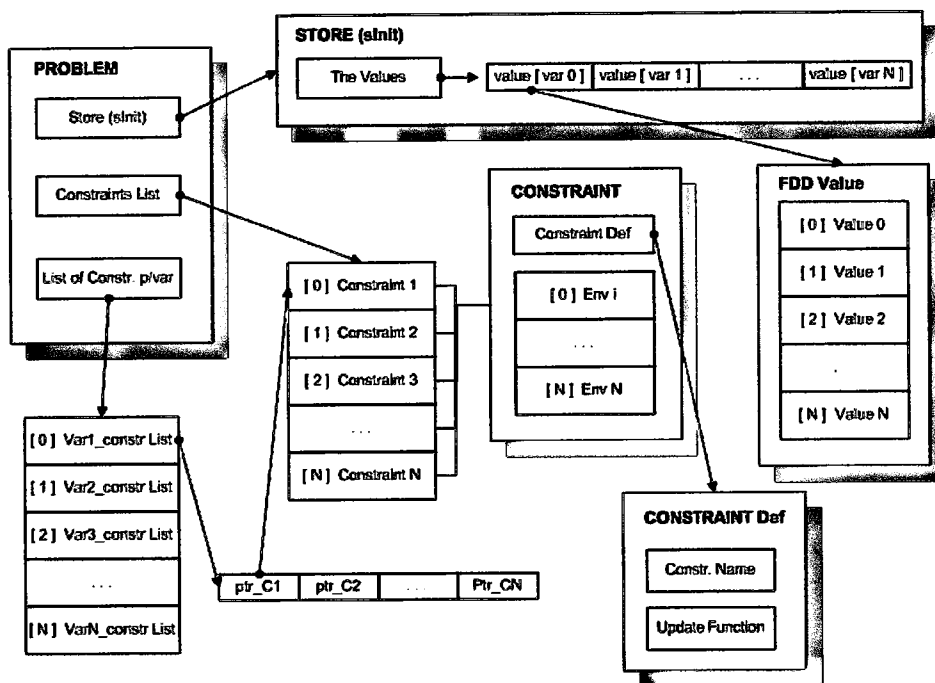 PROBLEM
Store (sInit)
Constraints List
List of Constr. p/var
STORE (sInit)
The Values
value [ var 0 ]
value [ var 1 ]
. . .
value [ var N ]
CONSTRAINT
Constraint Def
[ 0 ] Env i
. . .
[ N ] Env N
FDD Value
[ 0 ] Value 0
[ 1 ] Value 1
[ 2 ] Value 2
.
[ N ] Value N
[ 0 ] Constraint 1
[ 1 ] Constraint 2
[ 2 ] Constraint 3
. . .
[ N ] Constraint N
[ 0 ] Var1_constr List
[ 1 ] Var2_constr List
[ 2 ] Var3_constr List
. . .
[ N ] VarN_constr List
ptr_C1
ptr_C2
. . . .
Ptr_CN
CONSTRAINT Def
Constr. Name
Update Function